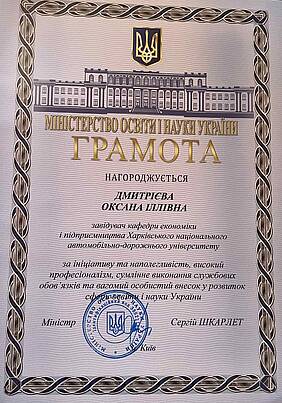 МІНІСТЕРСТВО ОСВІТИ І НАУКИ УКРАЇНИ
ГРАМОТА
НАГОРОДЖУЄТЬСЯ
ДМИТРІЄВА
ОКСАНА ІЛЛІВНА
завідувач кафедри економіки
і підприємництва Харківського національного
автомобільно-дорожнього університету
за ініціативу та наполегливість, високий
професіоналізм, сумлінне виконання службових
обов'язків та вагомий особистий внесок у розвиток
сфери освіти і науки України
Міністр Сергій ШКАРЛЕТ
Київ